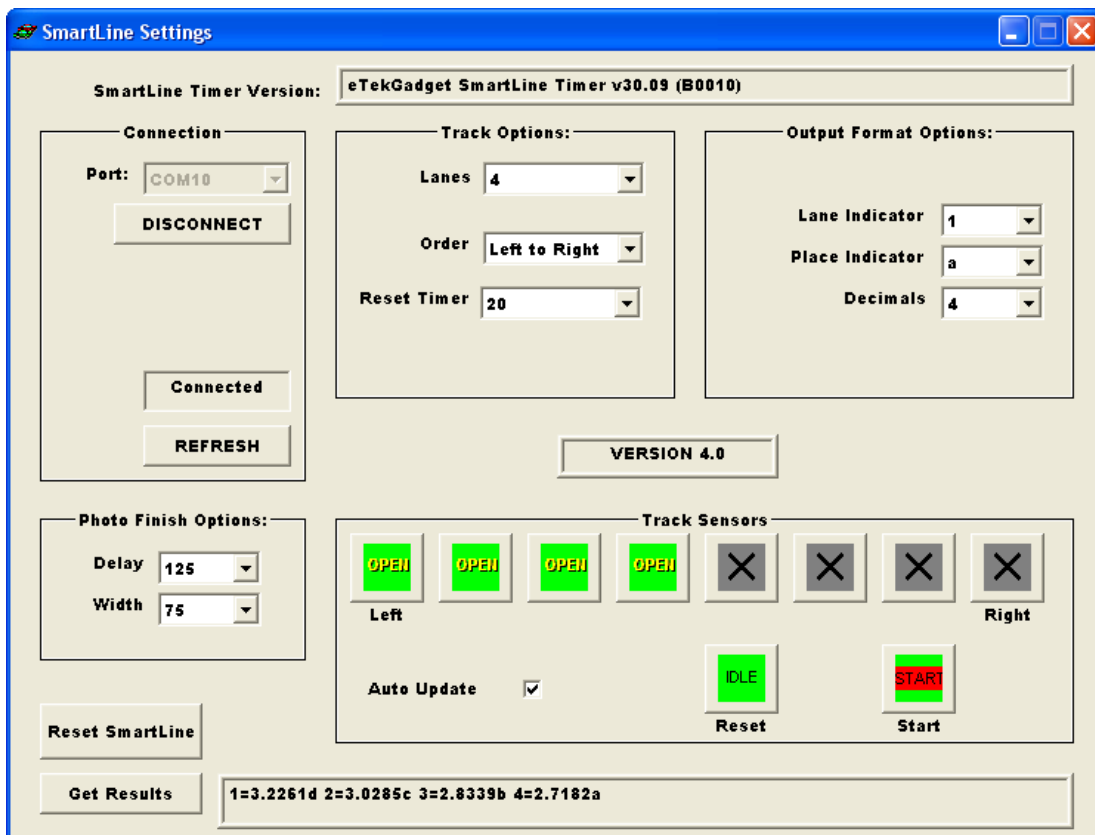 SmartLine Settings
SmartLine Timer Version:
eTekGadget SmartLine Timer v30.09 (B0010)
Connection
Port:
COM10
DISCONNECT
Connected
REFRESH
Track Options:
Lanes
4
Order
Left to Right
Reset Timer
20
Output Format Options:
Lane Indicator
1
Place Indicator
a
Decimals
4
VERSION 4.0
Photo Finish Options:
Delay
125
Width
75
Track Sensors
OPEN
OPEN
OPEN
OPEN
Left
Right
Auto Update
IDLE
Reset
START
Start
Reset SmartLine
Get Results
1=3.2261d 2=3.0285c 3=2.8339b 4=2.7182a